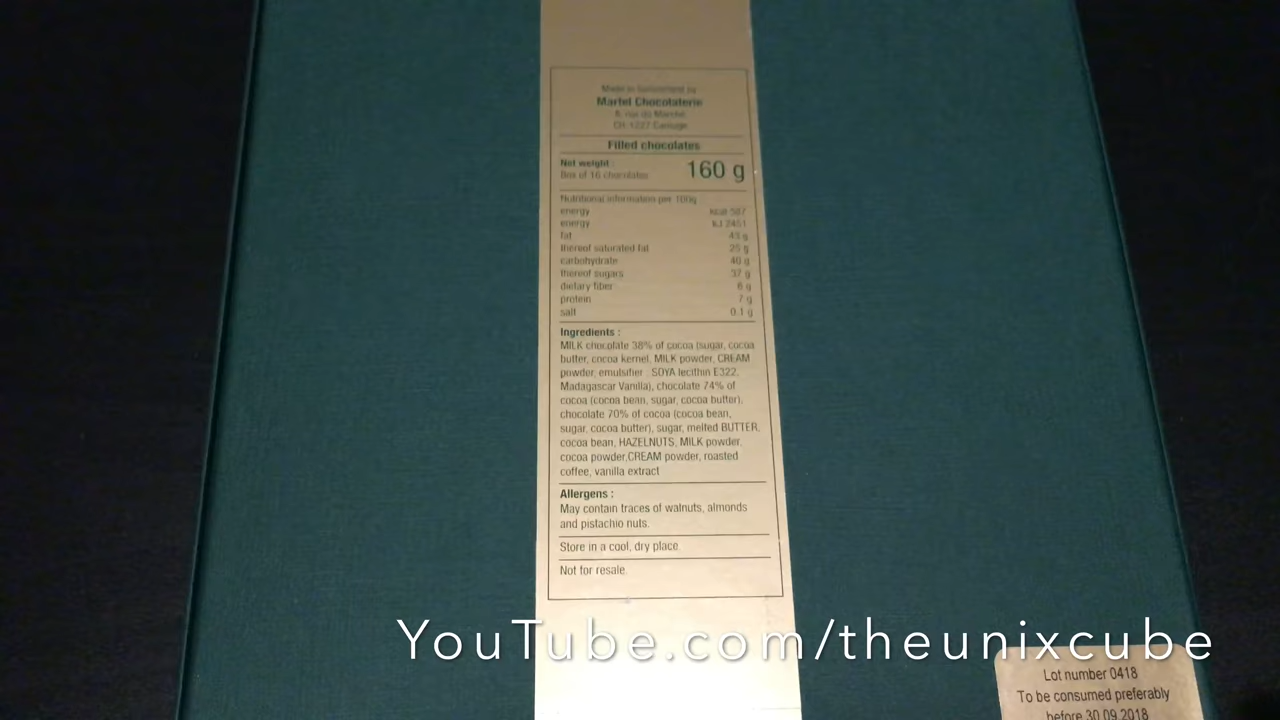 Made in Switzerland by
Martel Chocolaterie
8, rue du Marché
CH-1227 Carouge
Filled chocolates
Net weight :
Box of 16 chocolates
160 g
Nutritional information per 100g
energy kcal 587
energy kJ 2451
fat 43 g
thereof saturated fat 25 g
carbohydrate 40 g
thereof sugars 37 g
dietary fiber 6 g
protein 7 g
salt 0.1 g
Ingredients :
MILK chocolate 38% of cocoa (sugar, cocoa
butter, cocoa kernel, MILK powder, CREAM
powder, emulsifier : SOYA lecithin E322,
Madagascar Vanilla), chocolate 74% of
cocoa (cocoa bean, sugar, cocoa butter),
chocolate 70% of cocoa (cocoa bean,
sugar, cocoa butter), sugar, melted BUTTER,
cocoa bean, HAZELNUTS, MILK powder,
cocoa powder,CREAM powder, roasted
coffee, vanilla extract
Allergens :
May contain traces of walnuts, almonds
and pistachio nuts.
Store in a cool, dry place
Not for resale.
YouTube.com/theunixcube
Lot number 0418
To be consumed preferably
before 30.09.2018